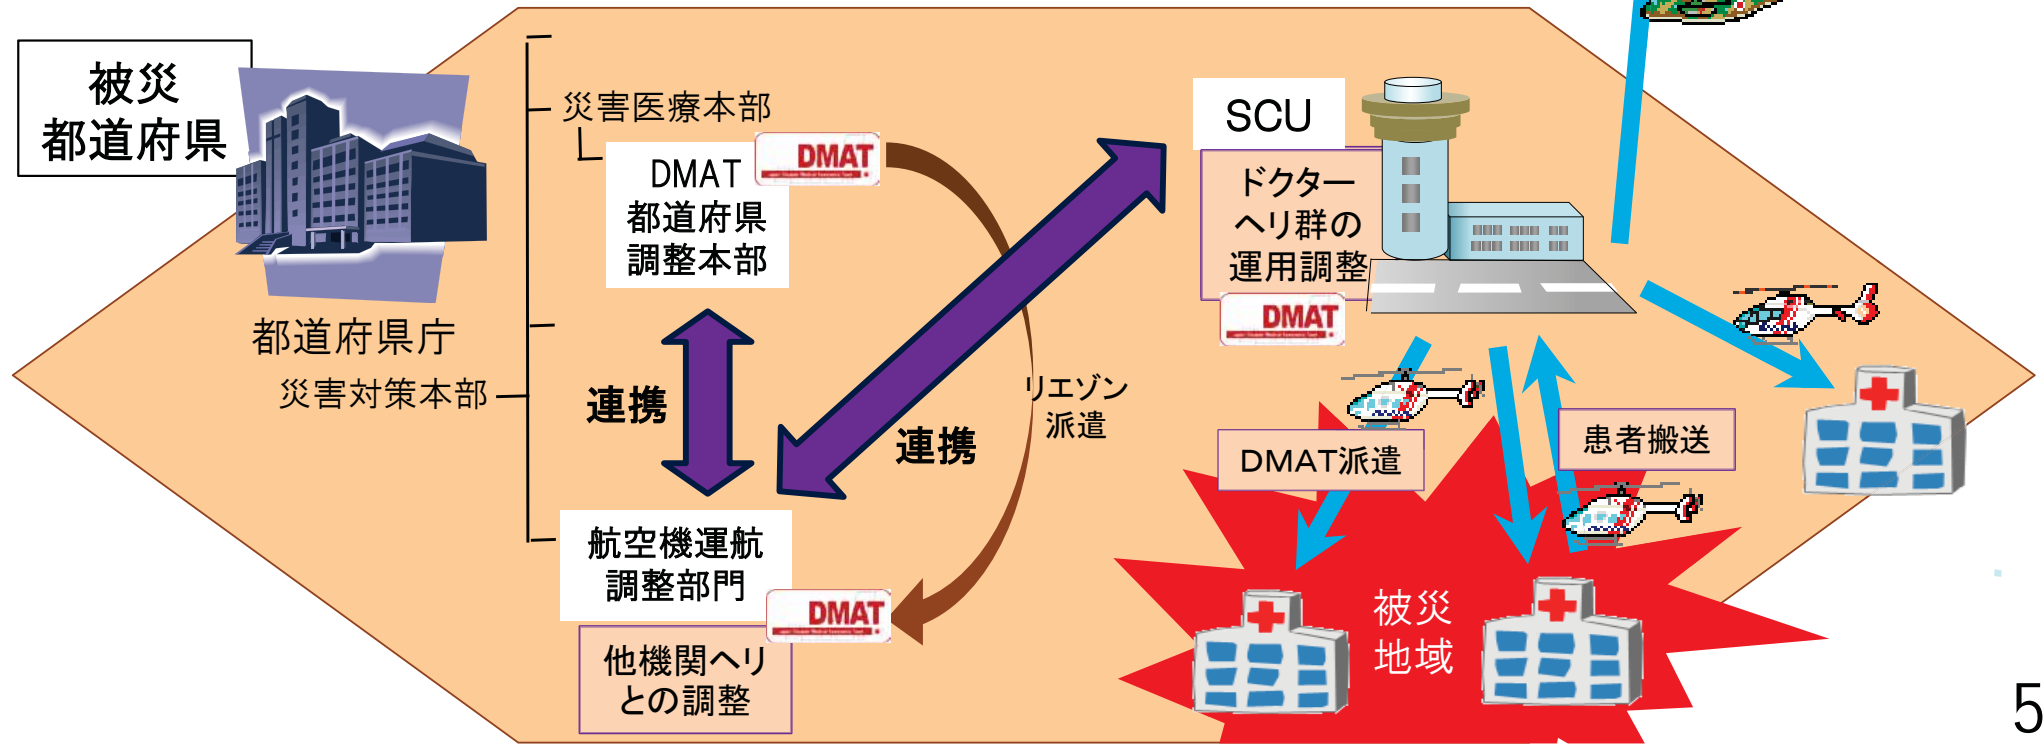 被災
都道府県
都道府県庁
災害対策本部
災害医療本部
DMAT
都道府県
調整本部
DMAT
連携
航空機運航
調整部門
DMAT
他機関ヘリ
との調整
連携
リエゾン
派遣
SCU
ドクター
ヘリ群の
運用調整
DMAT
DMAT派遣
患者搬送
被災
地域
5